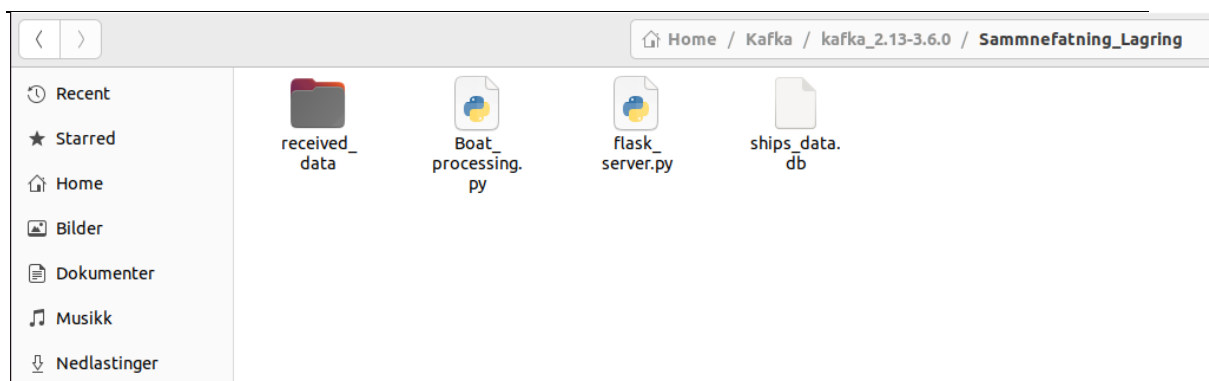 Home / Kafka / kafka_2.13-3.6.0 / Sammnefatning_Lagring
Recent
Starred
Home
Bilder
Dokumenter
Musikk
Nedlastinger
received_
data
Boat_
processing.
py
flask_
server.py
ships_data.
db